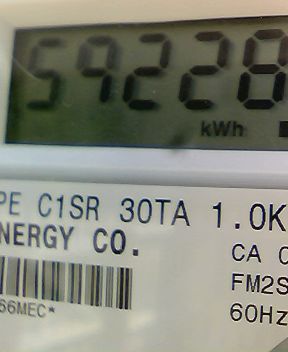 59228
kWh
PE C1SR 30TA 1.0K
NERGY CO.
CA
FM2S
66MEC*
60Hz